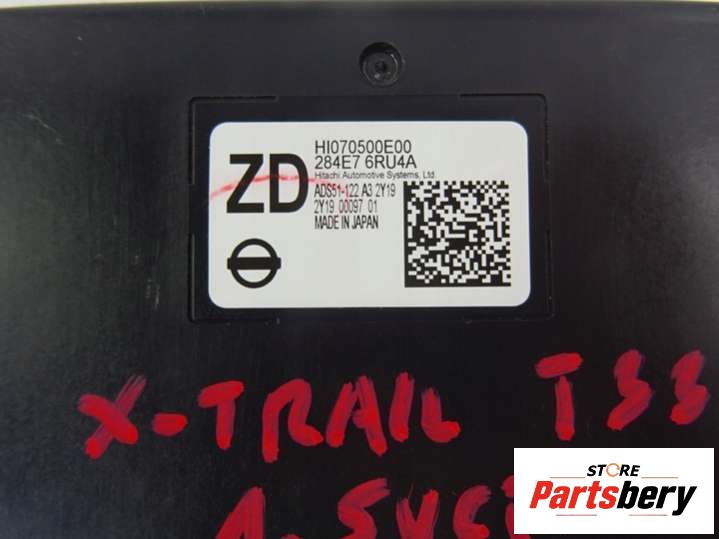 ZD
HI070500E00
284E7 6RU4A
Hitachi Automotive Systems, Ltd.
ADS51-122 A3 2Y19
2Y19 00097 01
MADE IN JAPAN
X-TRAIL T33
STORE
Partsbery